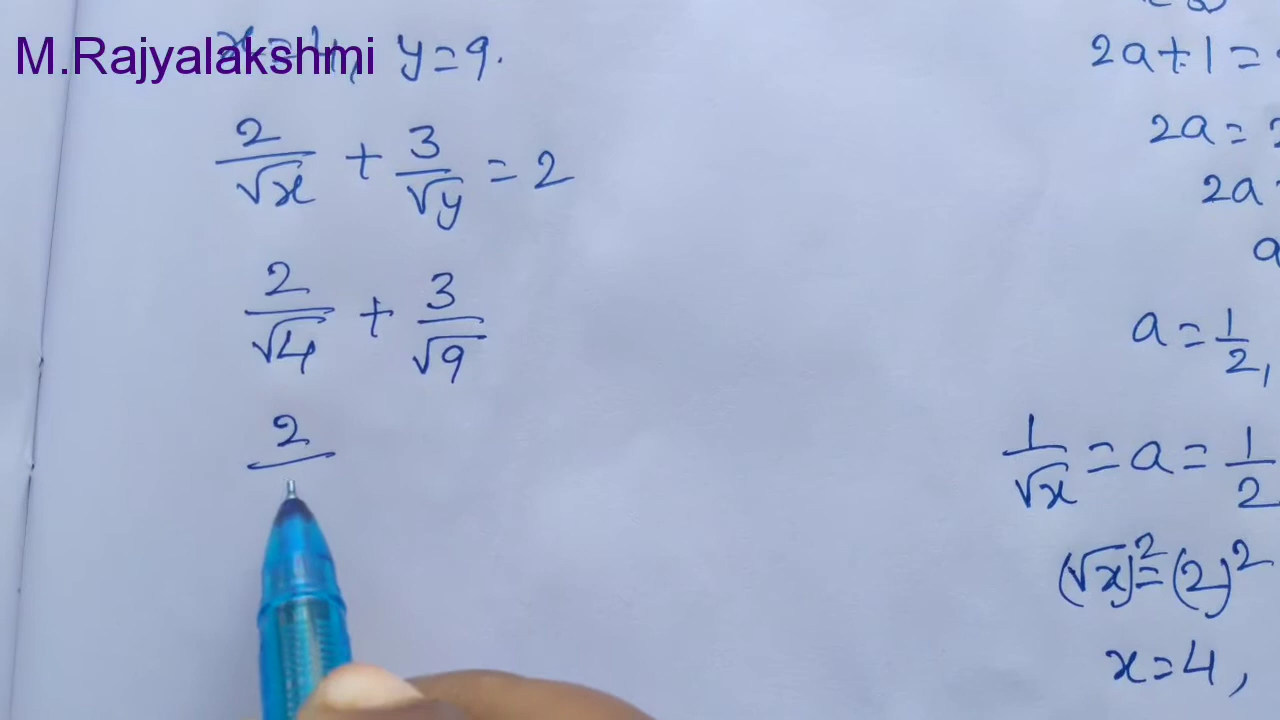 M.Rajyalakshmi
x=4, y=9.
2/√x + 3/√y = 2
2/√4 + 3/√9
2
2a+1=
2a=
2a
a
a=1/2,
1/√x = a = 1/2
(√x)²=(2)²
x=4,